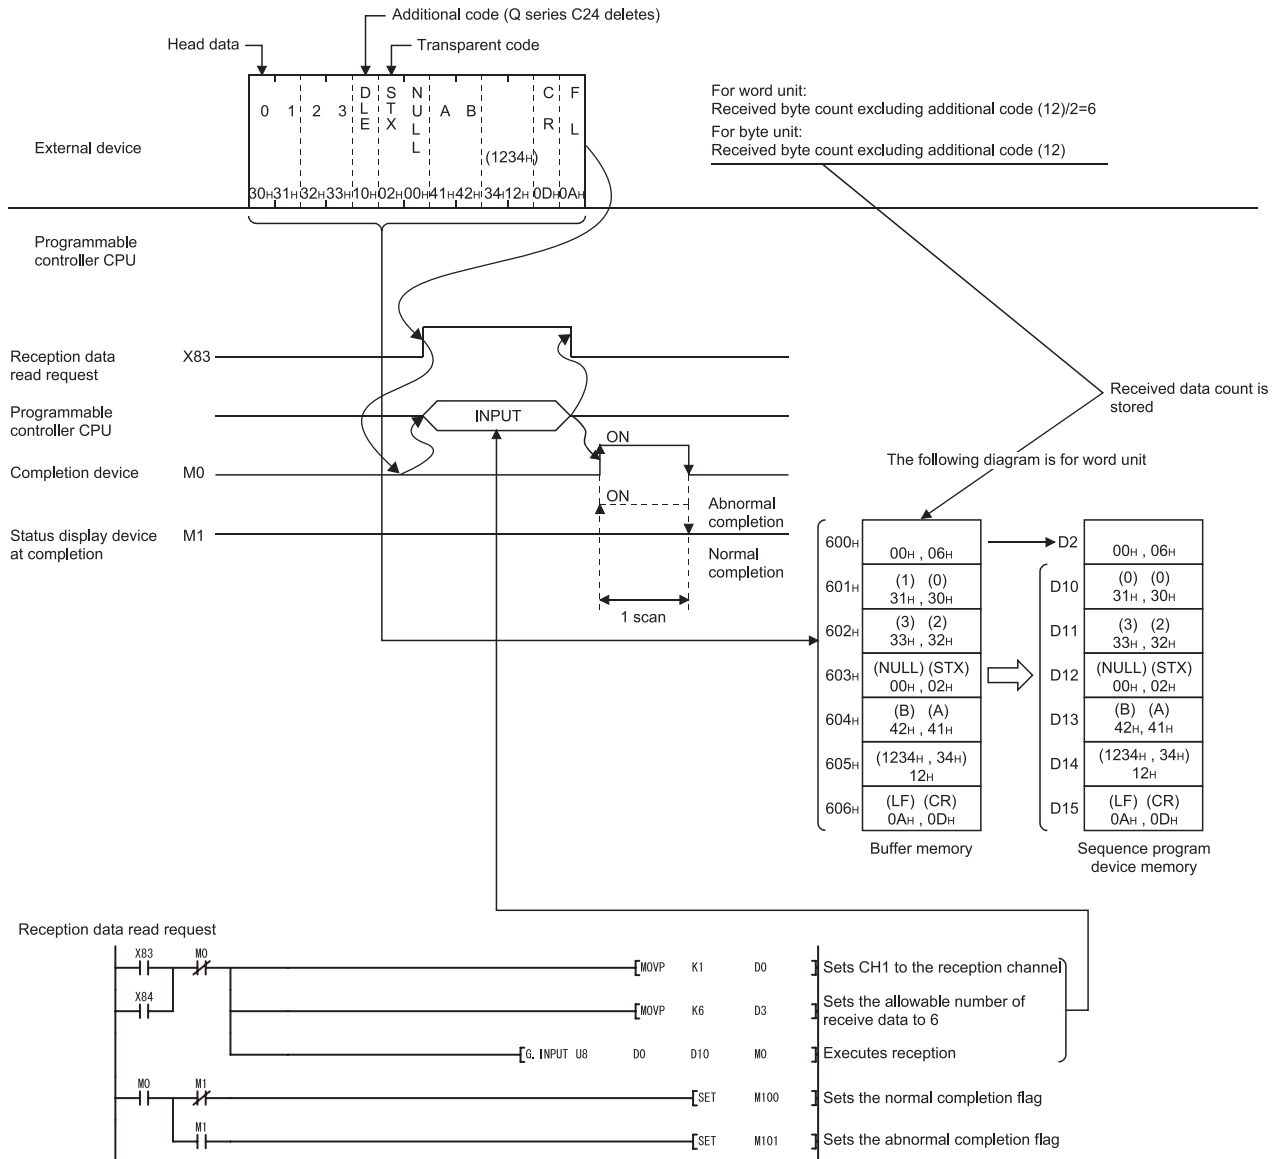 Additional code (Q series C24 deletes)
Head data
Transparent code
0 1 2 3 DLE STX NULL A B (1234H) CR FL
External device
30H 31H 32H 33H 10H 02H 00H 41H 42H 34H 12H 0DH 0AH
For word unit:
Received byte count excluding additional code (12)/2=6
For byte unit:
Received byte count excluding additional code (12)
Programmable
controller CPU
Reception data
read request
X83
Programmable
controller CPU
INPUT
Completion device
M0
ON
ON
Abnormal
completion
Status display device
at completion
M1
Normal
completion
1 scan
Received data count is
stored
The following diagram is for word unit
600H
00H , 06H
D2
00H , 06H
601H
(1) (0)
31H , 30H
D10
(0) (0)
31H , 30H
602H
(3) (2)
33H , 32H
D11
(3) (2)
33H , 32H
603H
(NULL) (STX)
00H , 02H
D12
(NULL) (STX)
00H , 02H
604H
(B) (A)
42H , 41H
D13
(B) (A)
42H, 41H
605H
(1234H , 34H)
12H
D14
(1234H , 34H)
12H
606H
(LF) (CR)
0AH , 0DH
D15
(LF) (CR)
0AH , 0DH
Buffer memory
Sequence program
device memory
Reception data read request
X83 M0
MOVP K1 D0
Sets CH1 to the reception channel
X84
MOVP K6 D3
Sets the allowable number of
receive data to 6
G. INPUT U8 D0 D10 M0
Executes reception
M0 M1
SET M100
Sets the normal completion flag
M1
SET M101
Sets the abnormal completion flag